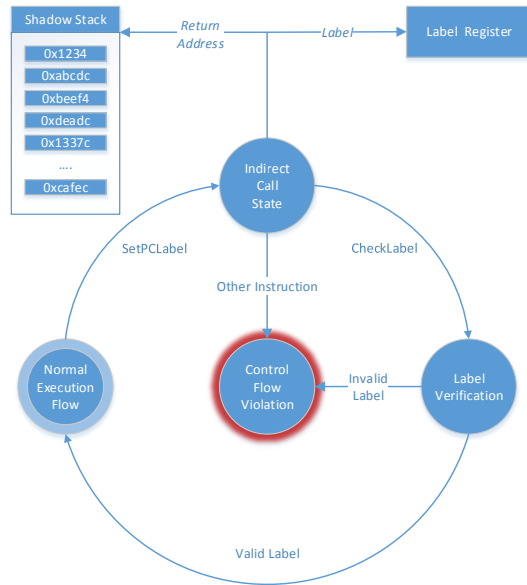 Shadow Stack
0x1234
0xabcdc
0xbeef4
0xdeadc
0x1337c
....
0xcafec
Return
Address
Label
Label Register
Indirect
Call
State
SetPCLabel
CheckLabel
Other Instruction
Normal
Execution
Flow
Control
Flow
Violation
Invalid
Label
Label
Verification
Valid Label